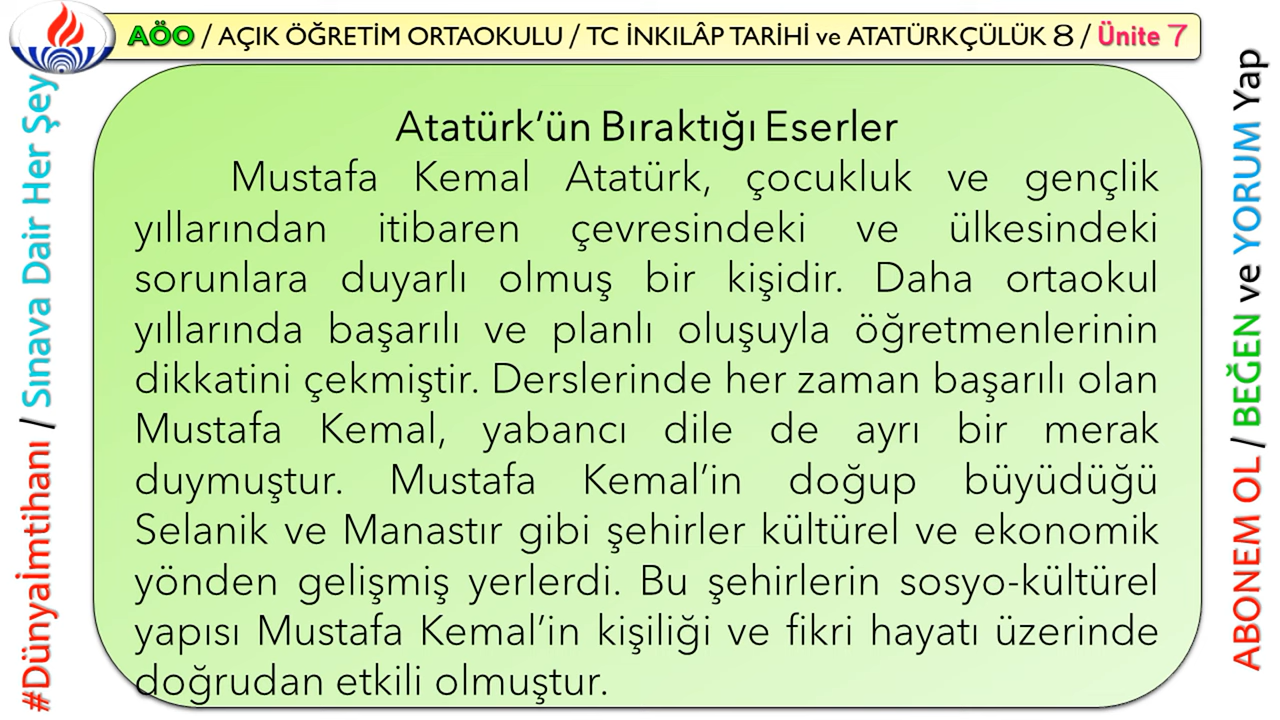 AÖO / AÇIK ÖĞRETİM ORTAOKULU / TC İNKILÂP TARİHİ ve ATATÜRKÇÜLÜK 8 / Ünite 7
#Dünyaİmtihanı / Sınava Dair Her Şey
Atatürk’ün Bıraktığı Eserler
Mustafa Kemal Atatürk, çocukluk ve gençlik
yıllarından itibaren çevresindeki ve ülkesindeki
sorunlara duyarlı olmuş bir kişidir. Daha ortaokul
yıllarında başarılı ve planlı oluşuyla öğretmenlerinin
dikkatini çekmiştir. Derslerinde her zaman başarılı olan
Mustafa Kemal, yabancı dile de ayrı bir merak
duymuştur. Mustafa Kemal’in doğup büyüdüğü
Selanik ve Manastır gibi şehirler kültürel ve ekonomik
yönden gelişmiş yerlerdi. Bu şehirlerin sosyo-kültürel
yapısı Mustafa Kemal’in kişiliği ve fikri hayatı üzerinde
doğrudan etkili olmuştur.
ABONEM OL / BEĞEN ve YORUM Yap